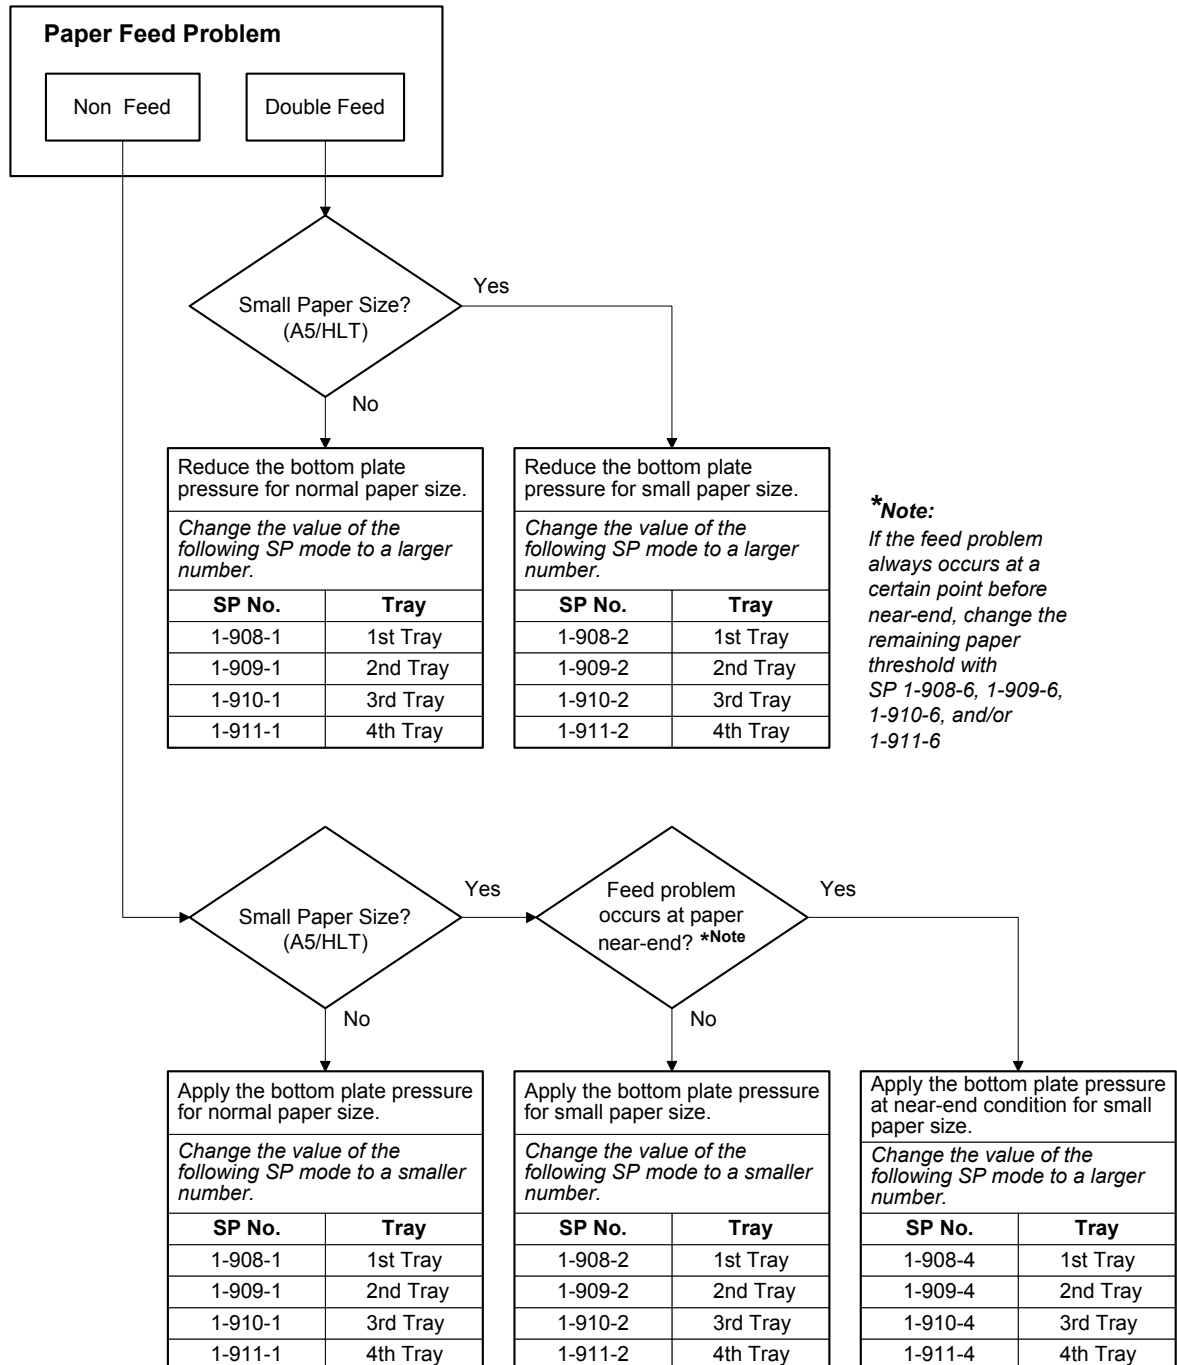 Paper Feed Problem
Non Feed
Double Feed
Small Paper Size?
(A5/HLT)
Yes
No
Reduce the bottom plate
pressure for normal paper size.
Change the value of the
following SP mode to a larger
number.
SP No. Tray
1-908-1 1st Tray
1-909-1 2nd Tray
1-910-1 3rd Tray
1-911-1 4th Tray
Reduce the bottom plate
pressure for small paper size.
Change the value of the
following SP mode to a larger
number.
SP No. Tray
1-908-2 1st Tray
1-909-2 2nd Tray
1-910-2 3rd Tray
1-911-2 4th Tray
*Note:
If the feed problem
always occurs at a
certain point before
near-end, change the
remaining paper
threshold with
SP 1-908-6, 1-909-6,
1-910-6, and/or
1-911-6
Small Paper Size?
(A5/HLT)
Yes
No
Feed problem
occurs at paper
near-end? *Note
Yes
No
Apply the bottom plate pressure
for normal paper size.
Change the value of the
following SP mode to a smaller
number.
SP No. Tray
1-908-1 1st Tray
1-909-1 2nd Tray
1-910-1 3rd Tray
1-911-1 4th Tray
Apply the bottom plate pressure
for small paper size.
Change the value of the
following SP mode to a smaller
number.
SP No. Tray
1-908-2 1st Tray
1-909-2 2nd Tray
1-910-2 3rd Tray
1-911-2 4th Tray
Apply the bottom plate pressure
at near-end condition for small
paper size.
Change the value of the
following SP mode to a larger
number.
SP No. Tray
1-908-4 1st Tray
1-909-4 2nd Tray
1-910-4 3rd Tray
1-911-4 4th Tray